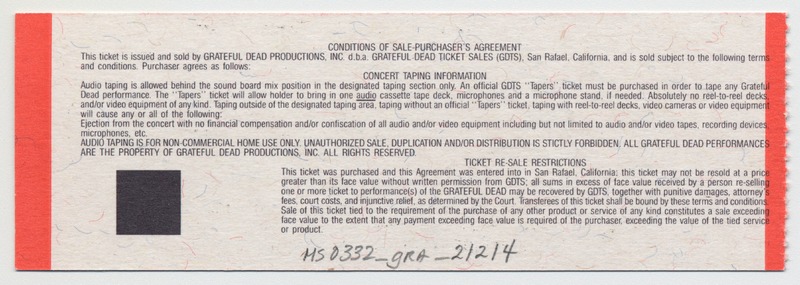 CONDITIONS OF SALE-PURCHASER'S AGREEMENT
This ticket is issued and sold by GRATEFUL DEAD PRODUCTIONS, INC. d.b.a. GRATEFUL DEAD TICKET SALES (GDTS), San Rafael, California, and is sold subject to the following terms
and conditions. Purchaser agrees as follows:
CONCERT TAPING INFORMATION
Audio taping is allowed behind the sound board mix position in the designated taping section only. An official GDTS "Tapers" ticket must be purchased in order to tape any Grateful
Dead performance. The "Tapers" ticket will allow holder to bring in one audio cassette tape deck, microphones and a microphone stand, if needed. Absolutely no reel-to-reel decks,
and/or video equipment of any kind. Taping outside of the designated taping area, taping without an official "Tapers" ticket, taping with reel-to-reel decks, video cameras or video equipment
will cause any or all of the following:
Ejection from the concert with no financial compensation and/or confiscation of all audio and/or video equipment including but not limited to audio and/or video tapes, recording devices,
microphones, etc.
AUDIO TAPING IS FOR NON-COMMERCIAL HOME USE ONLY. UNAUTHORIZED SALE, DUPLICATION AND/OR DISTRIBUTION IS STICTLY FORBIDDEN. ALL GRATEFUL DEAD PERFORMANCES
ARE THE PROPERTY OF GRATEFUL DEAD PRODUCTIONS, INC. ALL RIGHTS RESERVED.
TICKET RE-SALE RESTRICTIONS
This ticket was purchased and this Agreement was entered into in San Rafael, California; this ticket may not be resold at a price
greater than its face value without written permission from GDTS; all sums in excess of face value received by a person re-selling
one or more ticket to performance(s) of the GRATEFUL DEAD may be recovered by GDTS, together with punitive damages, attorney's
fees, court costs, and injunctive relief, as determined by the Court. Transferees of this ticket shall be bound by these terms and conditions.
Sale of this ticket tied to the requirement of the purchase of any other product or service of any kind constitutes a sale exceeding
face value to the extent that any payment exceeding face value is required of the purchaser, exceeding the value of the tied service
or product.
MS0332_gRA_21214